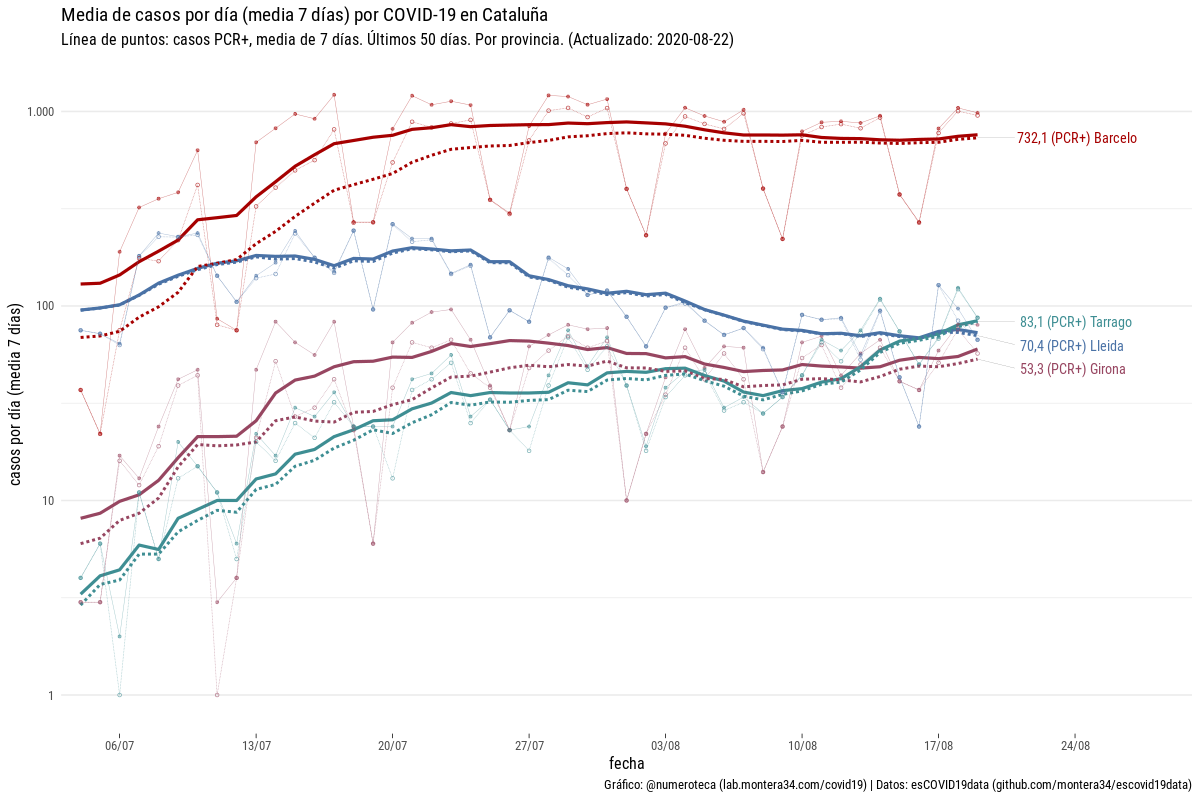 Media de casos por día (media 7 días) por COVID-19 en Cataluña
Línea de puntos: casos PCR+, media de 7 días. Últimos 50 días. Por provincia. (Actualizado: 2020-08-22)
casos por día (media 7 días)
1.000
100
10
1
732,1 (PCR+) Barcelo
83,1 (PCR+) Tarrago
70,4 (PCR+) Lleida
53,3 (PCR+) Girona
06/07
13/07
20/07
27/07
03/08
10/08
17/08
24/08
fecha
Gráfico: @numeroteca (lab.montera34.com/covid19) | Datos: esCOVID19data (github.com/montera34/escovid19data)